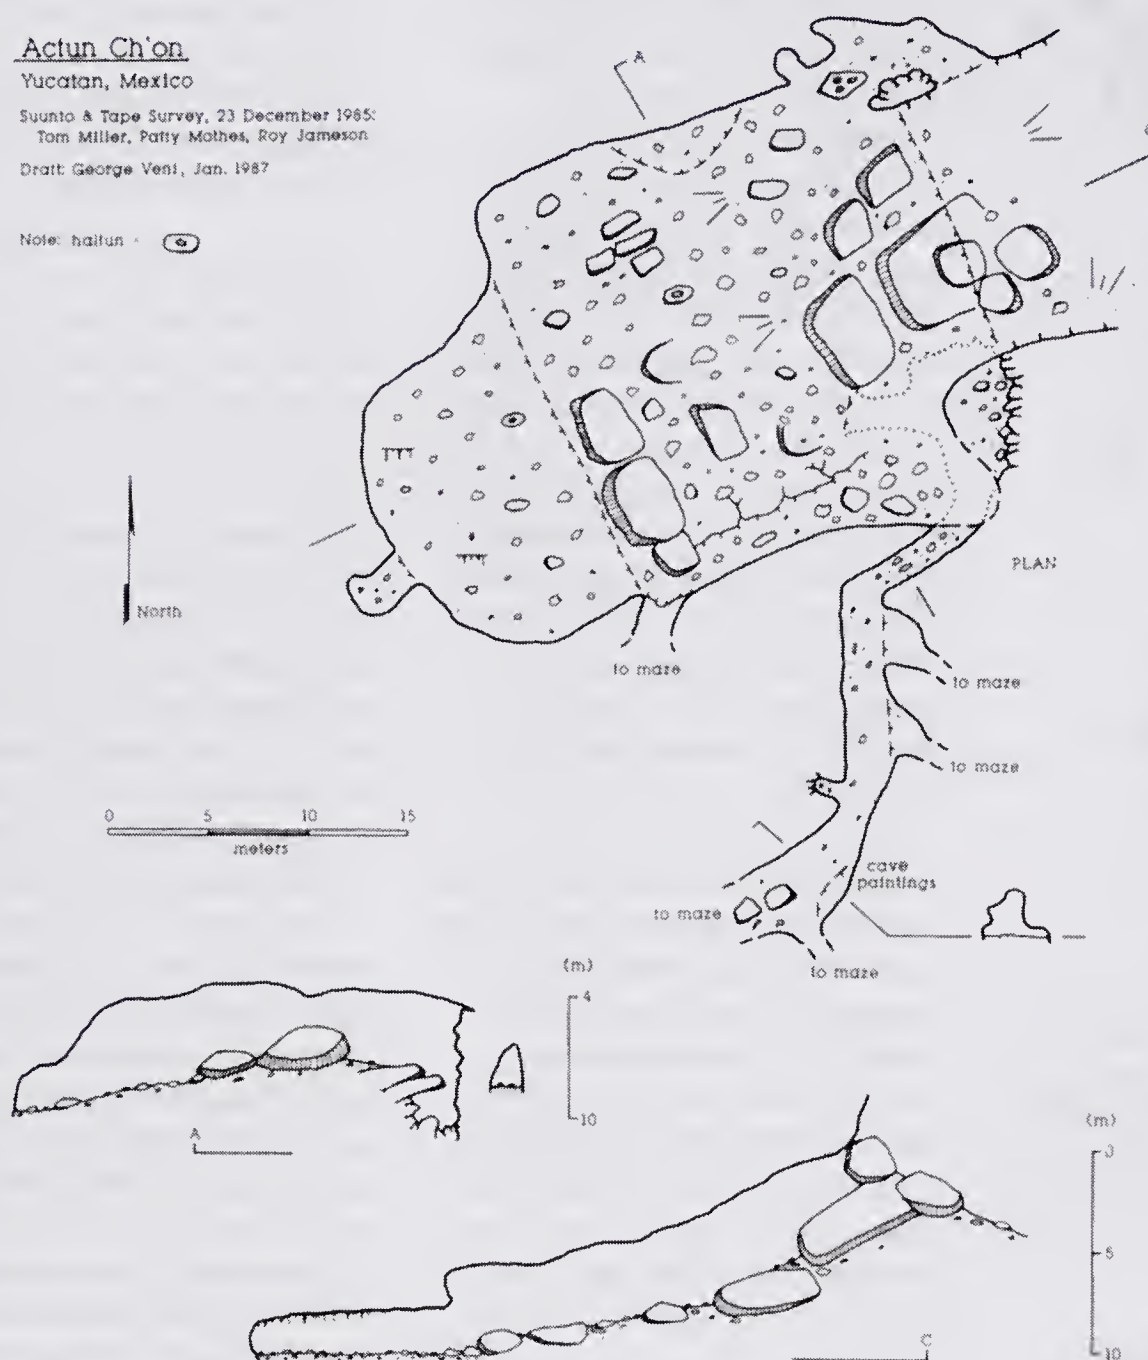 Actun Ch'on
Yucatan, Mexico
Suunto & Tape Survey, 23 December 1985:
Tom Miller, Patty Mothes, Roy Jameson
Draft: George Veni, Jan. 1987
Note: haltun -
A
North
PLAN
to maze
to maze
to maze
0 5 10 15
meters
cave
paintings
to maze
to maze
(m)
4
10
A
(m)
0
5
10
C